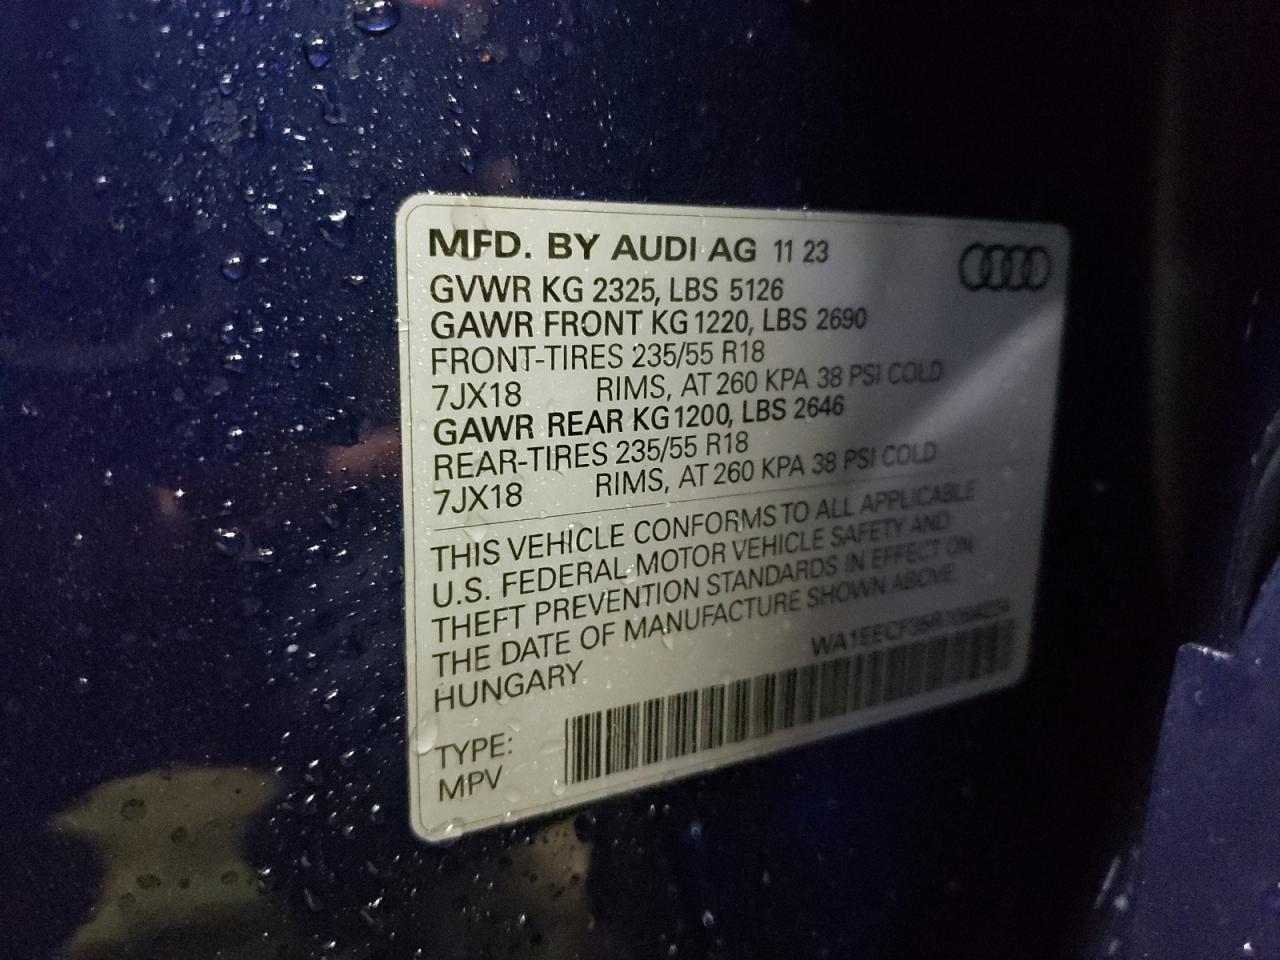 MFD. BY AUDI AG 11 23
GVWR KG 2325, LBS 5126
GAWR FRONT KG 1220, LBS 2690
FRONT-TIRES 235/55 R18
7JX18 RIMS, AT 260 KPA 38 PSI COLD
GAWR REAR KG 1200, LBS 2646
REAR-TIRES 235/55 R18
7JX18 RIMS, AT 260 KPA 38 PSI COLD
THIS VEHICLE CONFORMS TO ALL APPLICABLE
U.S. FEDERAL MOTOR VEHICLE SAFETY AND
THEFT PREVENTION STANDARDS IN EFFECT ON
THE DATE OF MANUFACTURE SHOWN ABOVE.
HUNGARY
TYPE:
MPV